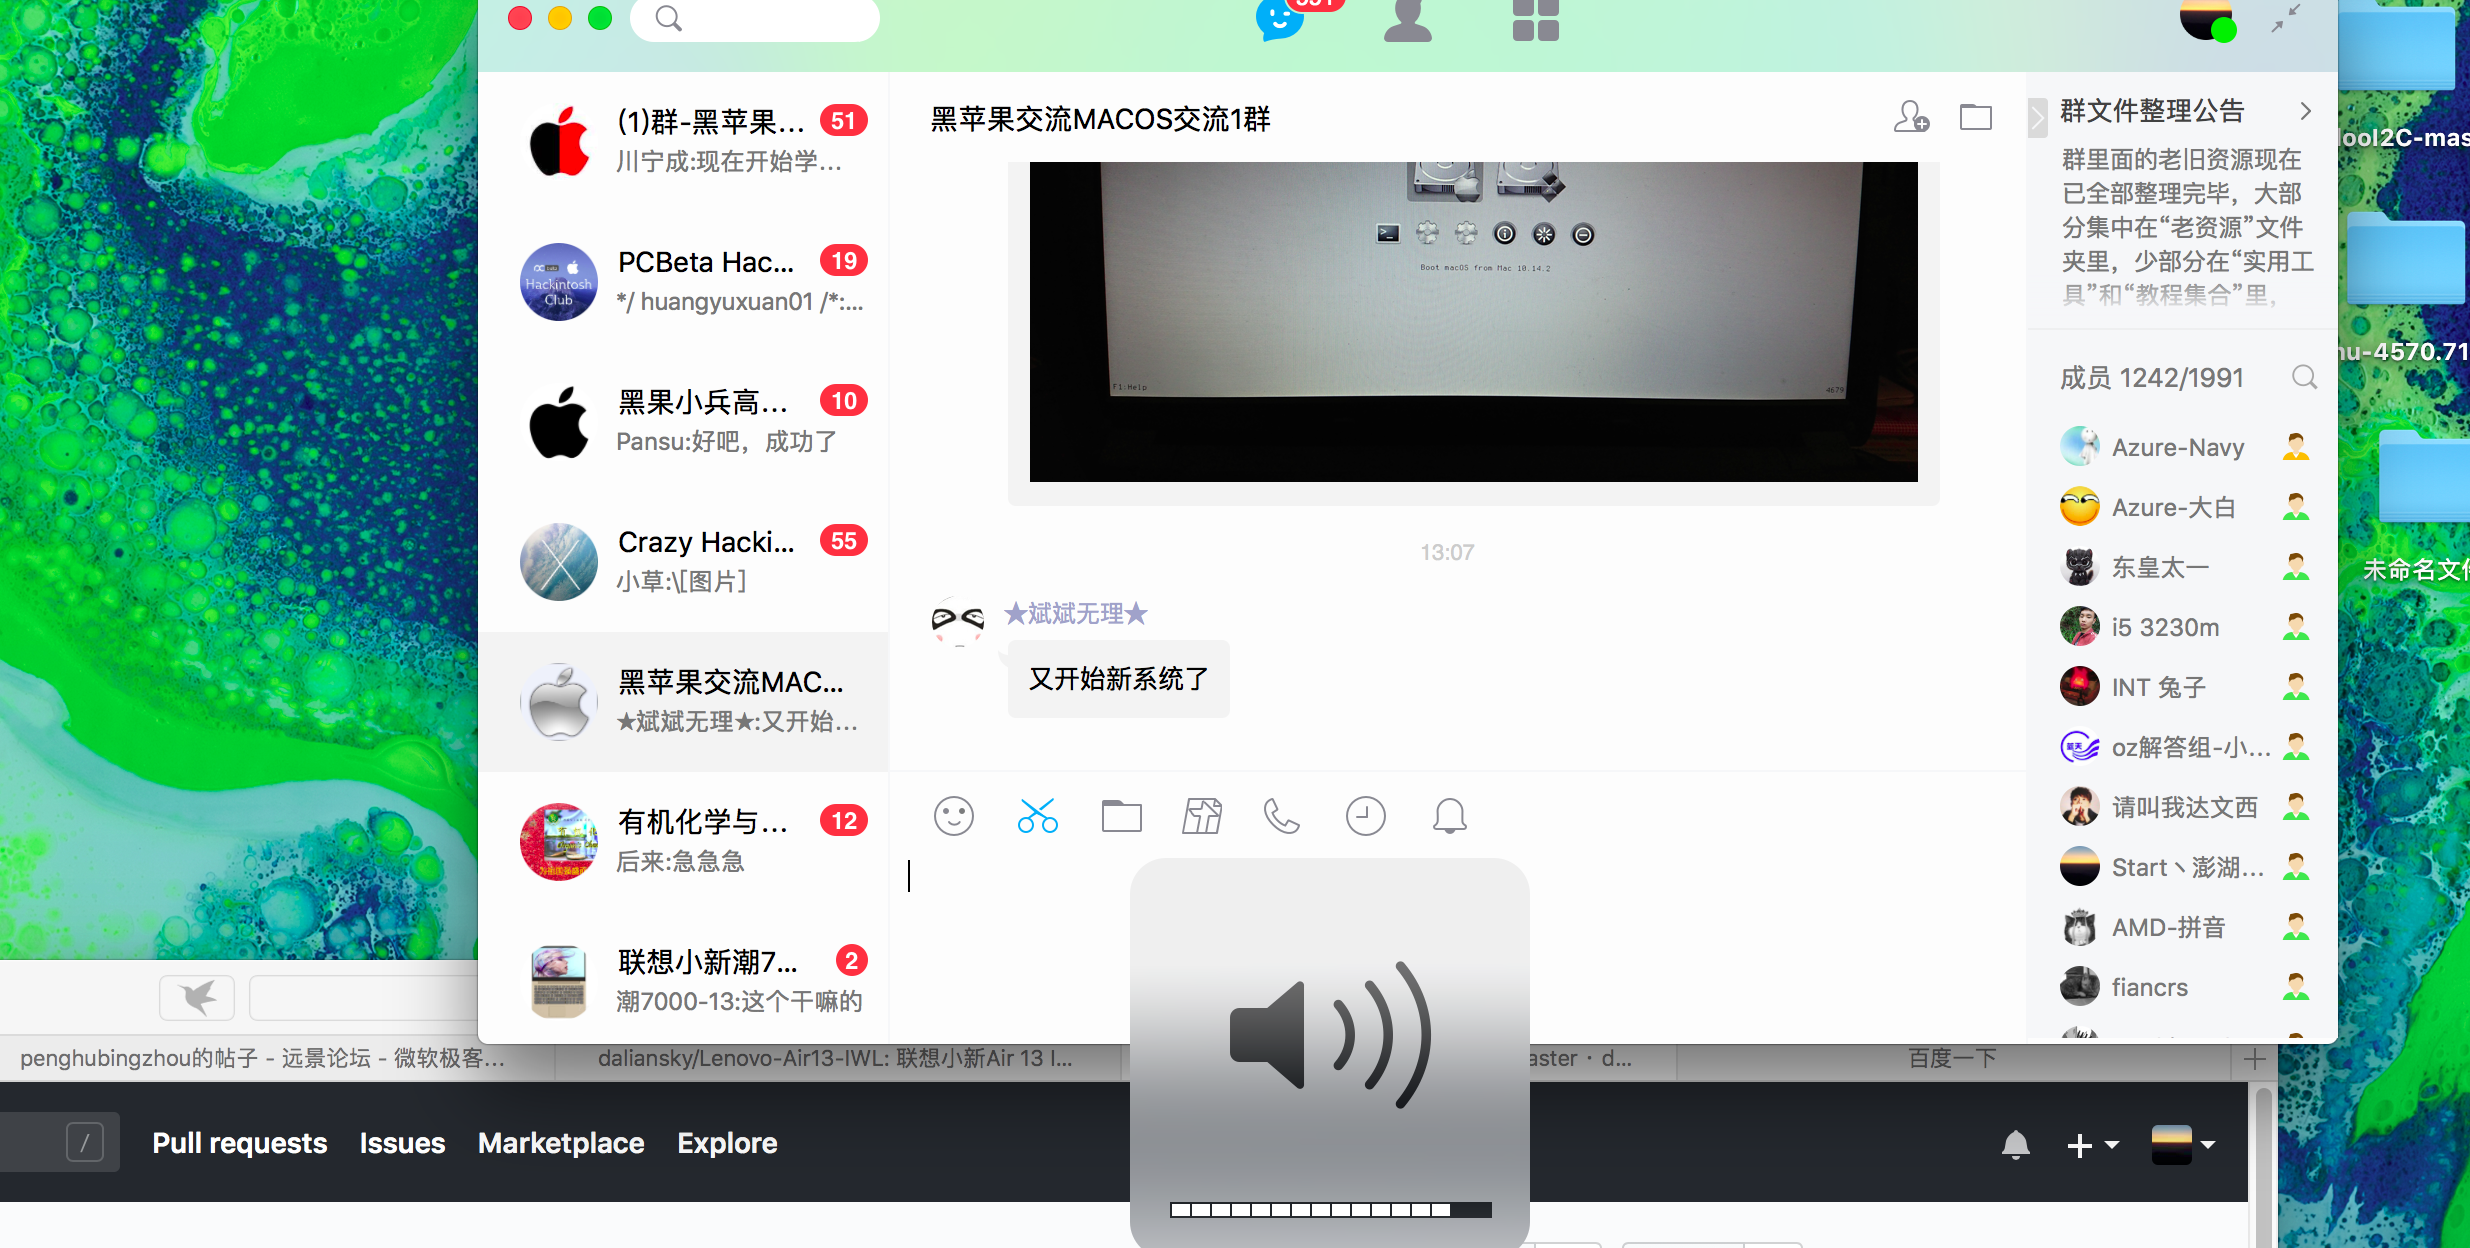 (1)群-黑苹果...
51
川宁成:现在开始学...
PCBeta Hac...
19
*/ huangyuxuan01 /*:...
Hackintosh
Club
黑果小兵高...
10
Pansu:好吧，成功了
Crazy Hacki...
55
小草:\[图片]
黑苹果交流MAC...
★斌斌无理★:又开始...
有机化学与...
12
后来:急急急
联想小新潮7...
2
潮7000-13:这个干嘛的
黑苹果交流MACOS交流1群
Boot macOS from Mac 10.14.2
F1:Help
4679
13:07
★斌斌无理★
又开始新系统了
群文件整理公告
群里面的老旧资源现在
已全部整理完毕，大部
分集中在“老资源”文件
夹里，少部分在“实用工
具”和“教程集合”里，
成员 1242/1991
Azure-Navy
Azure-大白
东皇太一
i5 3230m
INT 兔子
oz解答组-小...
请叫我达文西
Start丶澎湖...
AMD-拼音
fiancrs
oolI2C-mas
nu-4570.71
未命名文件
penghubingzhou的帖子 - 远景论坛 - 微软极客...
daliansky/Lenovo-Air13-IWL: 联想小新Air 13 I...
aster · d...
百度一下
/
Pull requests
Issues
Marketplace
Explore